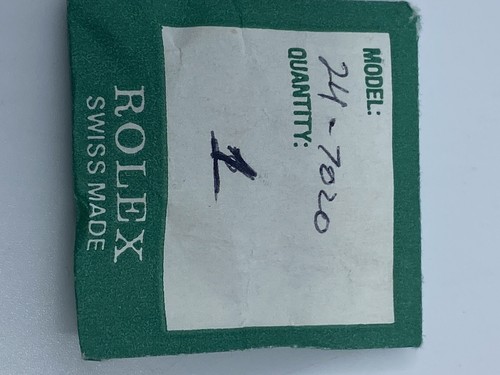 MODEL:
24-7020
QUANTITY:
1
ROLEX
SWISS MADE